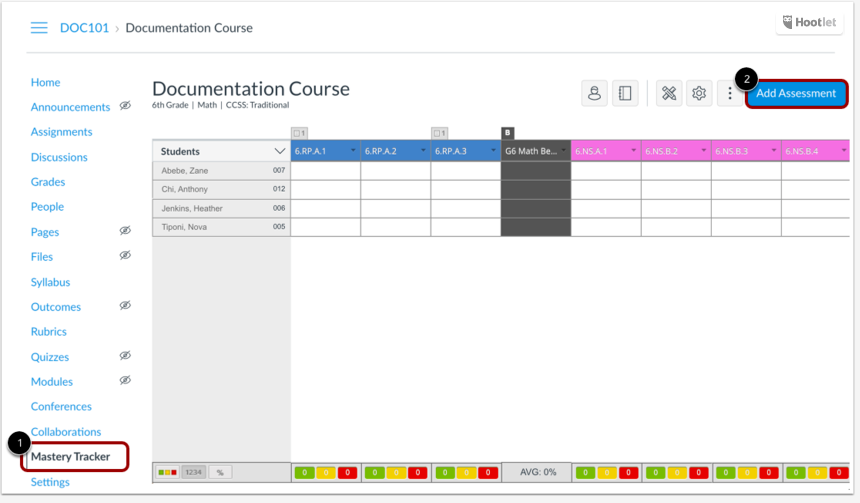 DOC101 › Documentation Course
Hootlet
Home
Announcements
Assignments
Discussions
Grades
People
Pages
Files
Syllabus
Outcomes
Rubrics
Quizzes
Modules
Conferences
Collaborations
1
Mastery Tracker
Settings
Documentation Course
6th Grade | Math | CCSS: Traditional
2
Add Assessment
1 1 B
Students 6.RP.A.1 6.RP.A.2 6.RP.A.3 G6 Math Be... 6.NS.A.1 6.NS.B.2 6.NS.B.3 6.NS.B.4
Abebe, Zane 007
Chi, Anthony 012
Jenkins, Heather 006
Tiponi, Nova 005
1234 % 0 0 0 0 0 0 0 0 0 AVG: 0% 0 0 0 0 0 0 0 0 0 0 0 0